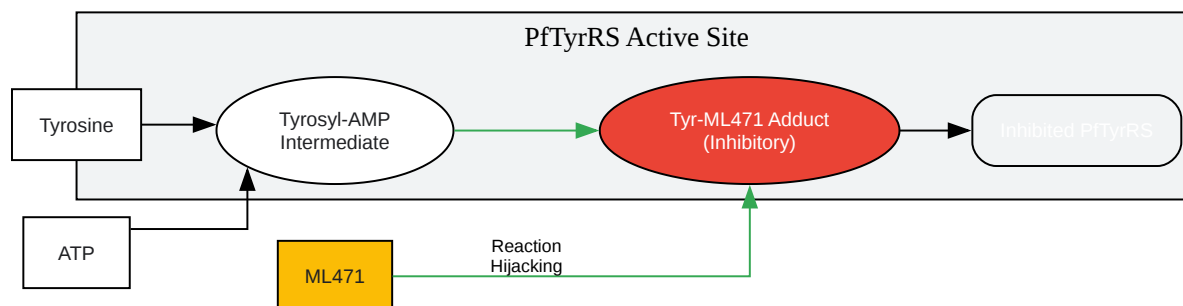 PfTyrRS Active Site
Tyrosine
Tyrosyl-AMP
Intermediate
Tyr-ML471 Adduct
(Inhibitory)
Inhibited PfTyrRS
ATP
ML471
Reaction
Hijacking